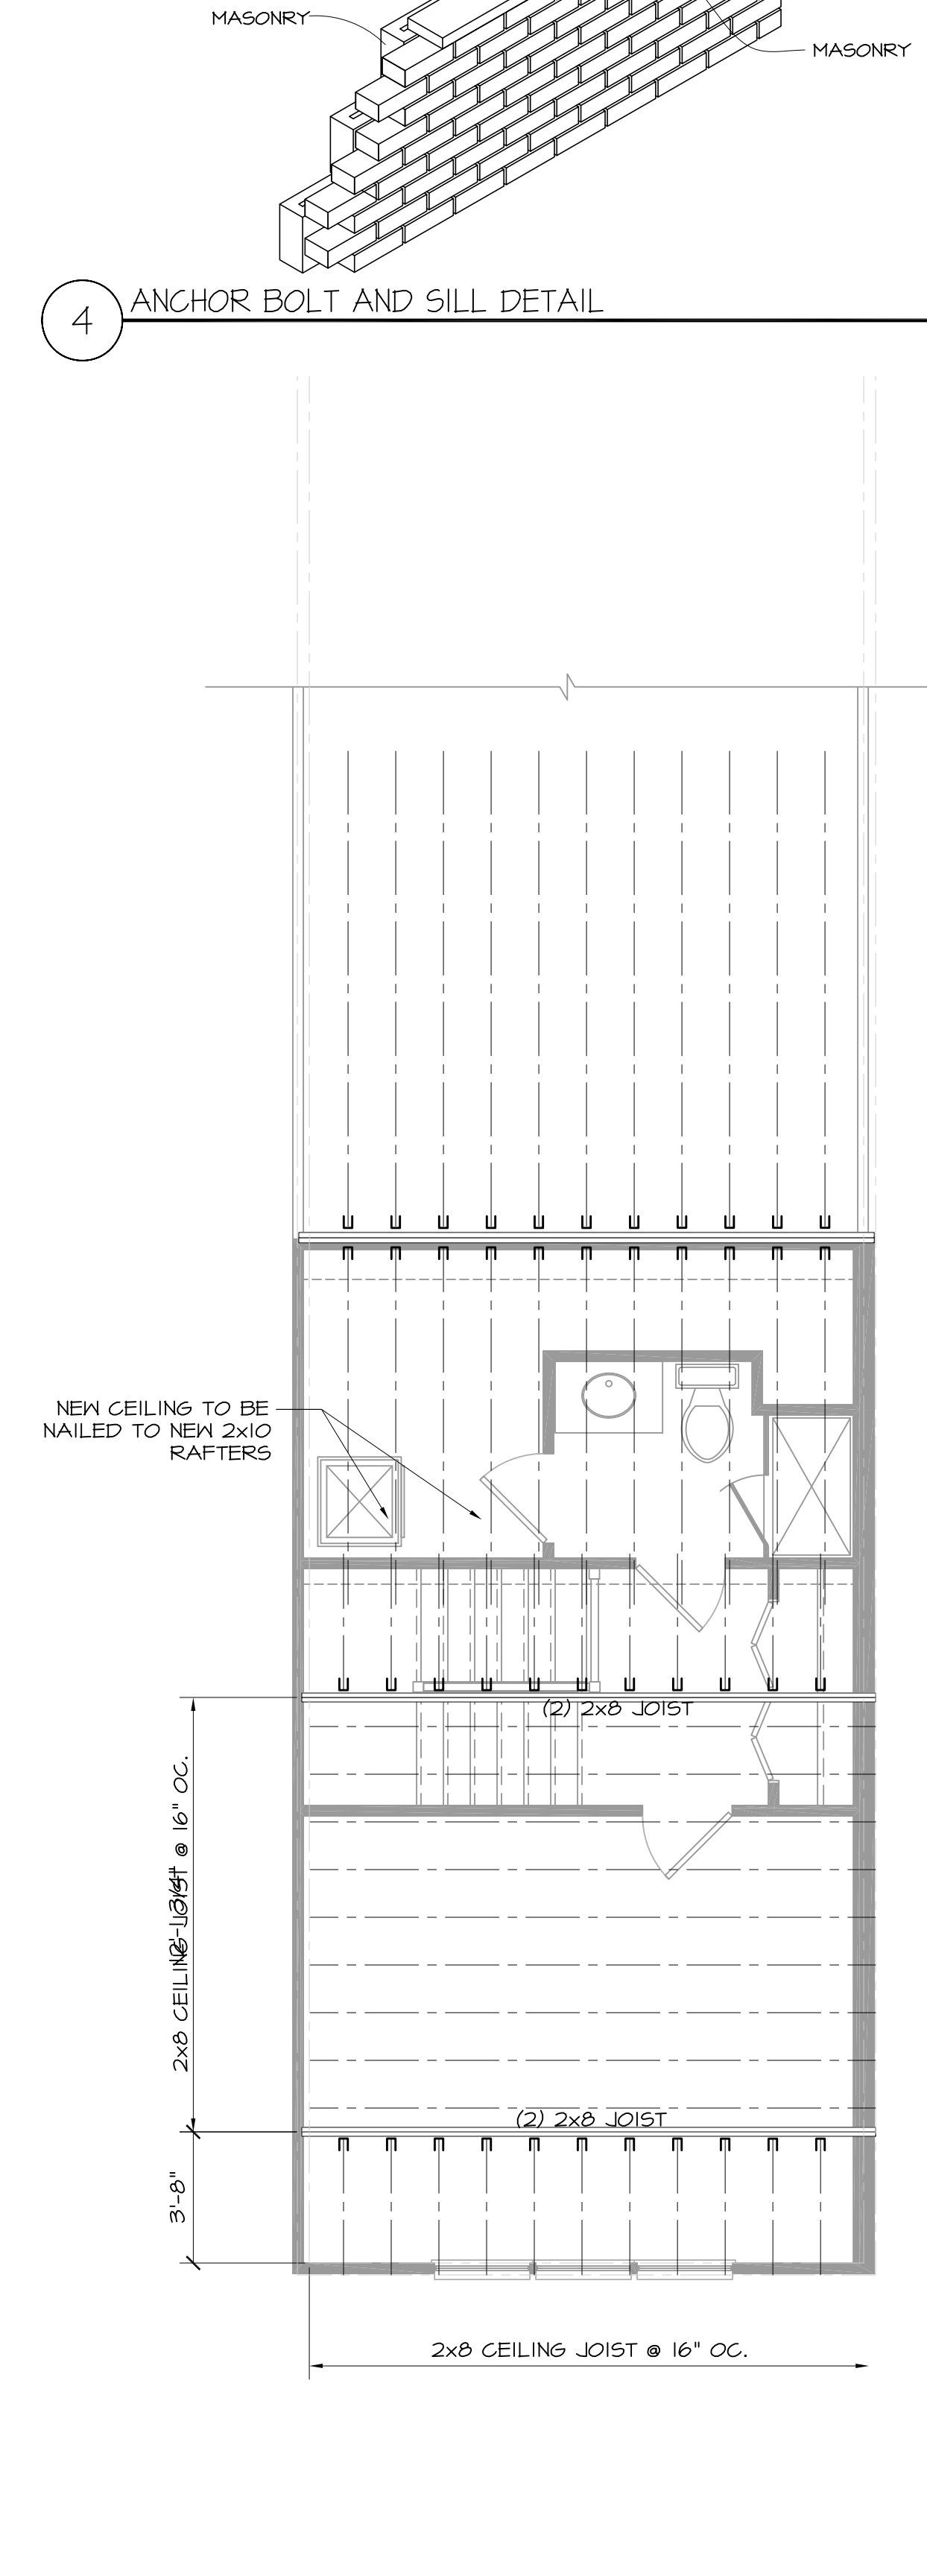 MASONRY
MASONRY
4
ANCHOR BOLT AND SILL DETAIL
NEW CEILING TO BE
NAILED TO NEW 2x10
RAFTERS
(2) 2x8 JOIST
2x8 CEILING JOIST @ 16" OC.
(2) 2x8 JOIST
3'-8"
2x8 CEILING JOIST @ 16" OC.